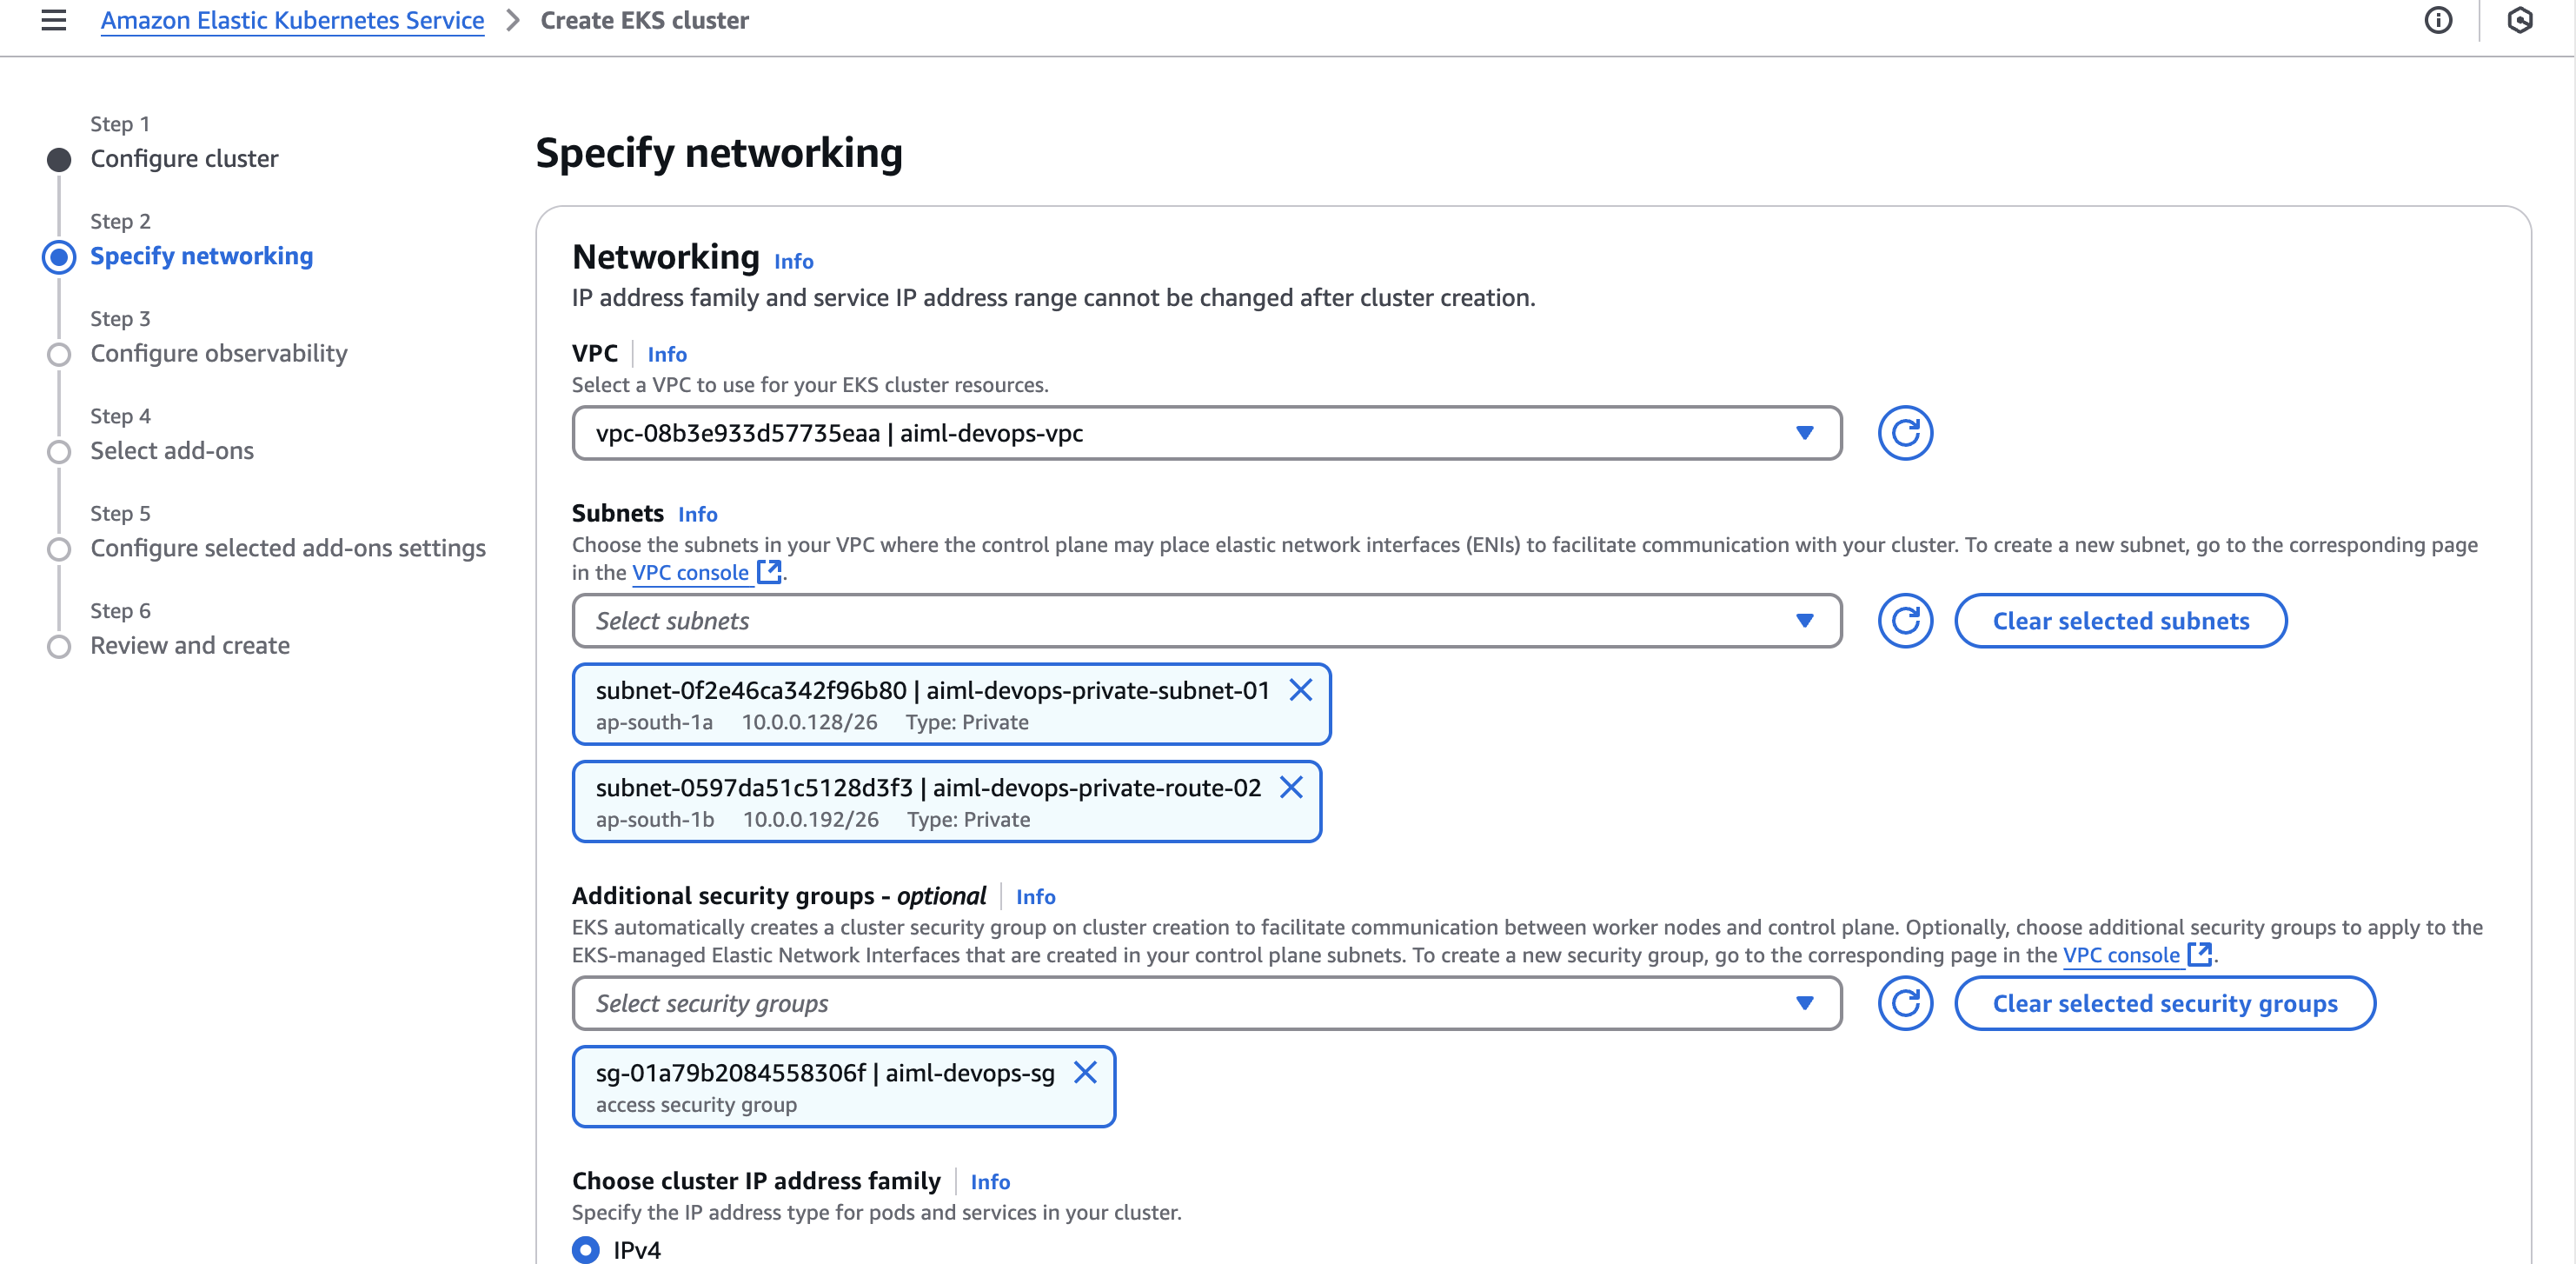 Amazon Elastic Kubernetes Service > Create EKS cluster
Step 1
Configure cluster
Step 2
Specify networking
Step 3
Configure observability
Step 4
Select add-ons
Step 5
Configure selected add-ons settings
Step 6
Review and create
Specify networking
Networking Info
IP address family and service IP address range cannot be changed after cluster creation.
VPC | Info
Select a VPC to use for your EKS cluster resources.
vpc-08b3e933d57735eaa | aiml-devops-vpc
Subnets Info
Choose the subnets in your VPC where the control plane may place elastic network interfaces (ENIs) to facilitate communication with your cluster. To create a new subnet, go to the corresponding page
in the VPC console.
Select subnets
Clear selected subnets
subnet-0f2e46ca342f96b80 | aiml-devops-private-subnet-01
ap-south-1a 10.0.0.128/26 Type: Private
subnet-0597da51c5128d3f3 | aiml-devops-private-route-02
ap-south-1b 10.0.0.192/26 Type: Private
Additional security groups - optional | Info
EKS automatically creates a cluster security group on cluster creation to facilitate communication between worker nodes and control plane. Optionally, choose additional security groups to apply to the
EKS-managed Elastic Network Interfaces that are created in your control plane subnets. To create a new security group, go to the corresponding page in the VPC console.
Select security groups
Clear selected security groups
sg-01a79b2084558306f | aiml-devops-sg
access security group
Choose cluster IP address family | Info
Specify the IP address type for pods and services in your cluster.
IPv4